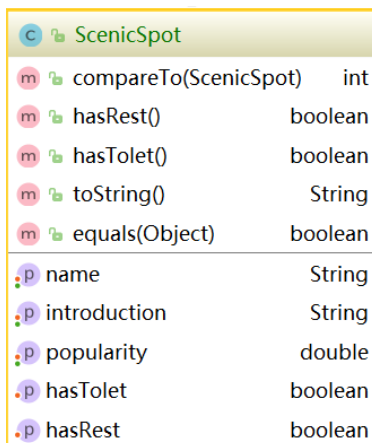 C ScenicSpot
m compareTo(ScenicSpot) int
m hasRest() boolean
m hasTolet() boolean
m toString() String
m equals(Object) boolean
p name String
p introduction String
p popularity double
p hasTolet boolean
p hasRest boolean